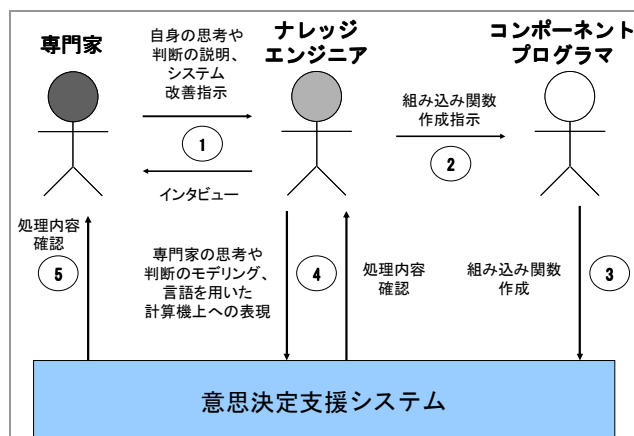 専門家
自身の思考や
判断の説明、
システム
改善指示
1
インタビュー
ナレッジ
エンジニア
組み込み関数
作成指示
2
コンポーネント
プログラマ
処理内容
確認
5
専門家の思考や
判断のモデリング、
言語を用いた
計算機上への表現
4
処理内容
確認
組み込み関数
作成
3
意思決定支援システム